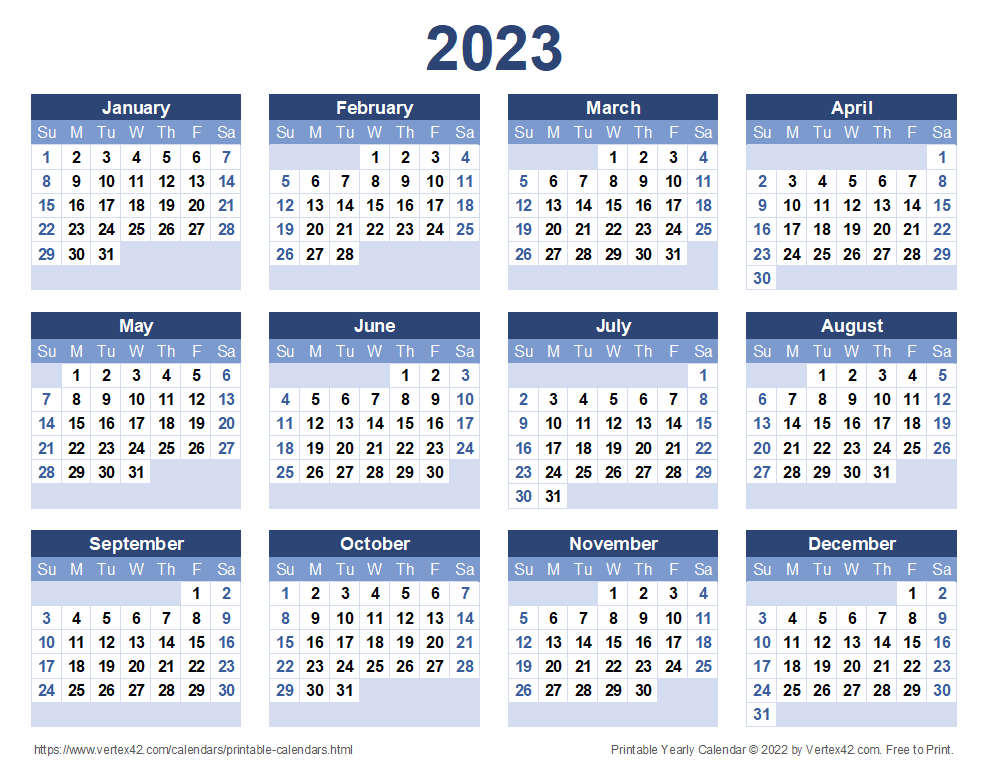 2023
January February March April
Su M Tu W Th F Sa Su M Tu W Th F Sa Su M Tu W Th F Sa Su M Tu W Th F Sa
1 2 3 4 5 6 7 1 2 3 4 1 2 3 4 1
8 9 10 11 12 13 14 5 6 7 8 9 10 11 5 6 7 8 9 10 11 2 3 4 5 6 7 8
15 16 17 18 19 20 21 12 13 14 15 16 17 18 12 13 14 15 16 17 18 9 10 11 12 13 14 15
22 23 24 25 26 27 28 19 20 21 22 23 24 25 19 20 21 22 23 24 25 16 17 18 19 20 21 22
29 30 31 26 27 28 26 27 28 29 30 31 23 24 25 26 27 28 29
30
May June July August
Su M Tu W Th F Sa Su M Tu W Th F Sa Su M Tu W Th F Sa Su M Tu W Th F Sa
1 2 3 4 5 6 1 2 3 1 1 2 3 4 5
7 8 9 10 11 12 13 4 5 6 7 8 9 10 2 3 4 5 6 7 8 6 7 8 9 10 11 12
14 15 16 17 18 19 20 11 12 13 14 15 16 17 9 10 11 12 13 14 15 13 14 15 16 17 18 19
21 22 23 24 25 26 27 18 19 20 21 22 23 24 16 17 18 19 20 21 22 20 21 22 23 24 25 26
28 29 30 31 25 26 27 28 29 30 23 24 25 26 27 28 29 27 28 29 30 31
30 31
September October November December
Su M Tu W Th F Sa Su M Tu W Th F Sa Su M Tu W Th F Sa Su M Tu W Th F Sa
1 2 1 2 3 4 5 6 7 1 2 3 4 1 2
3 4 5 6 7 8 9 8 9 10 11 12 13 14 5 6 7 8 9 10 11 3 4 5 6 7 8 9
10 11 12 13 14 15 16 15 16 17 18 19 20 21 12 13 14 15 16 17 18 10 11 12 13 14 15 16
17 18 19 20 21 22 23 22 23 24 25 26 27 28 19 20 21 22 23 24 25 17 18 19 20 21 22 23
24 25 26 27 28 29 30 29 30 31 26 27 28 29 30 24 25 26 27 28 29 30
31
https://www.vertex42.com/calendars/printable-calendars.html Printable Yearly Calendar © 2022 by Vertex42.com. Free to Print.